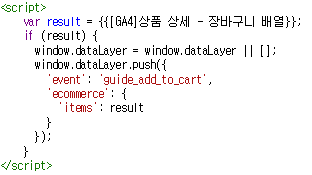 <script>
    var result = {{[GA4]상품 상세 - 장바구니 배열}};
    if (result) {
      window.dataLayer = window.dataLayer || [];
      window.dataLayer.push({
        'event': 'guide_add_to_cart',
        'ecommerce': {
          'items': result
        }
      });
    }
</script>